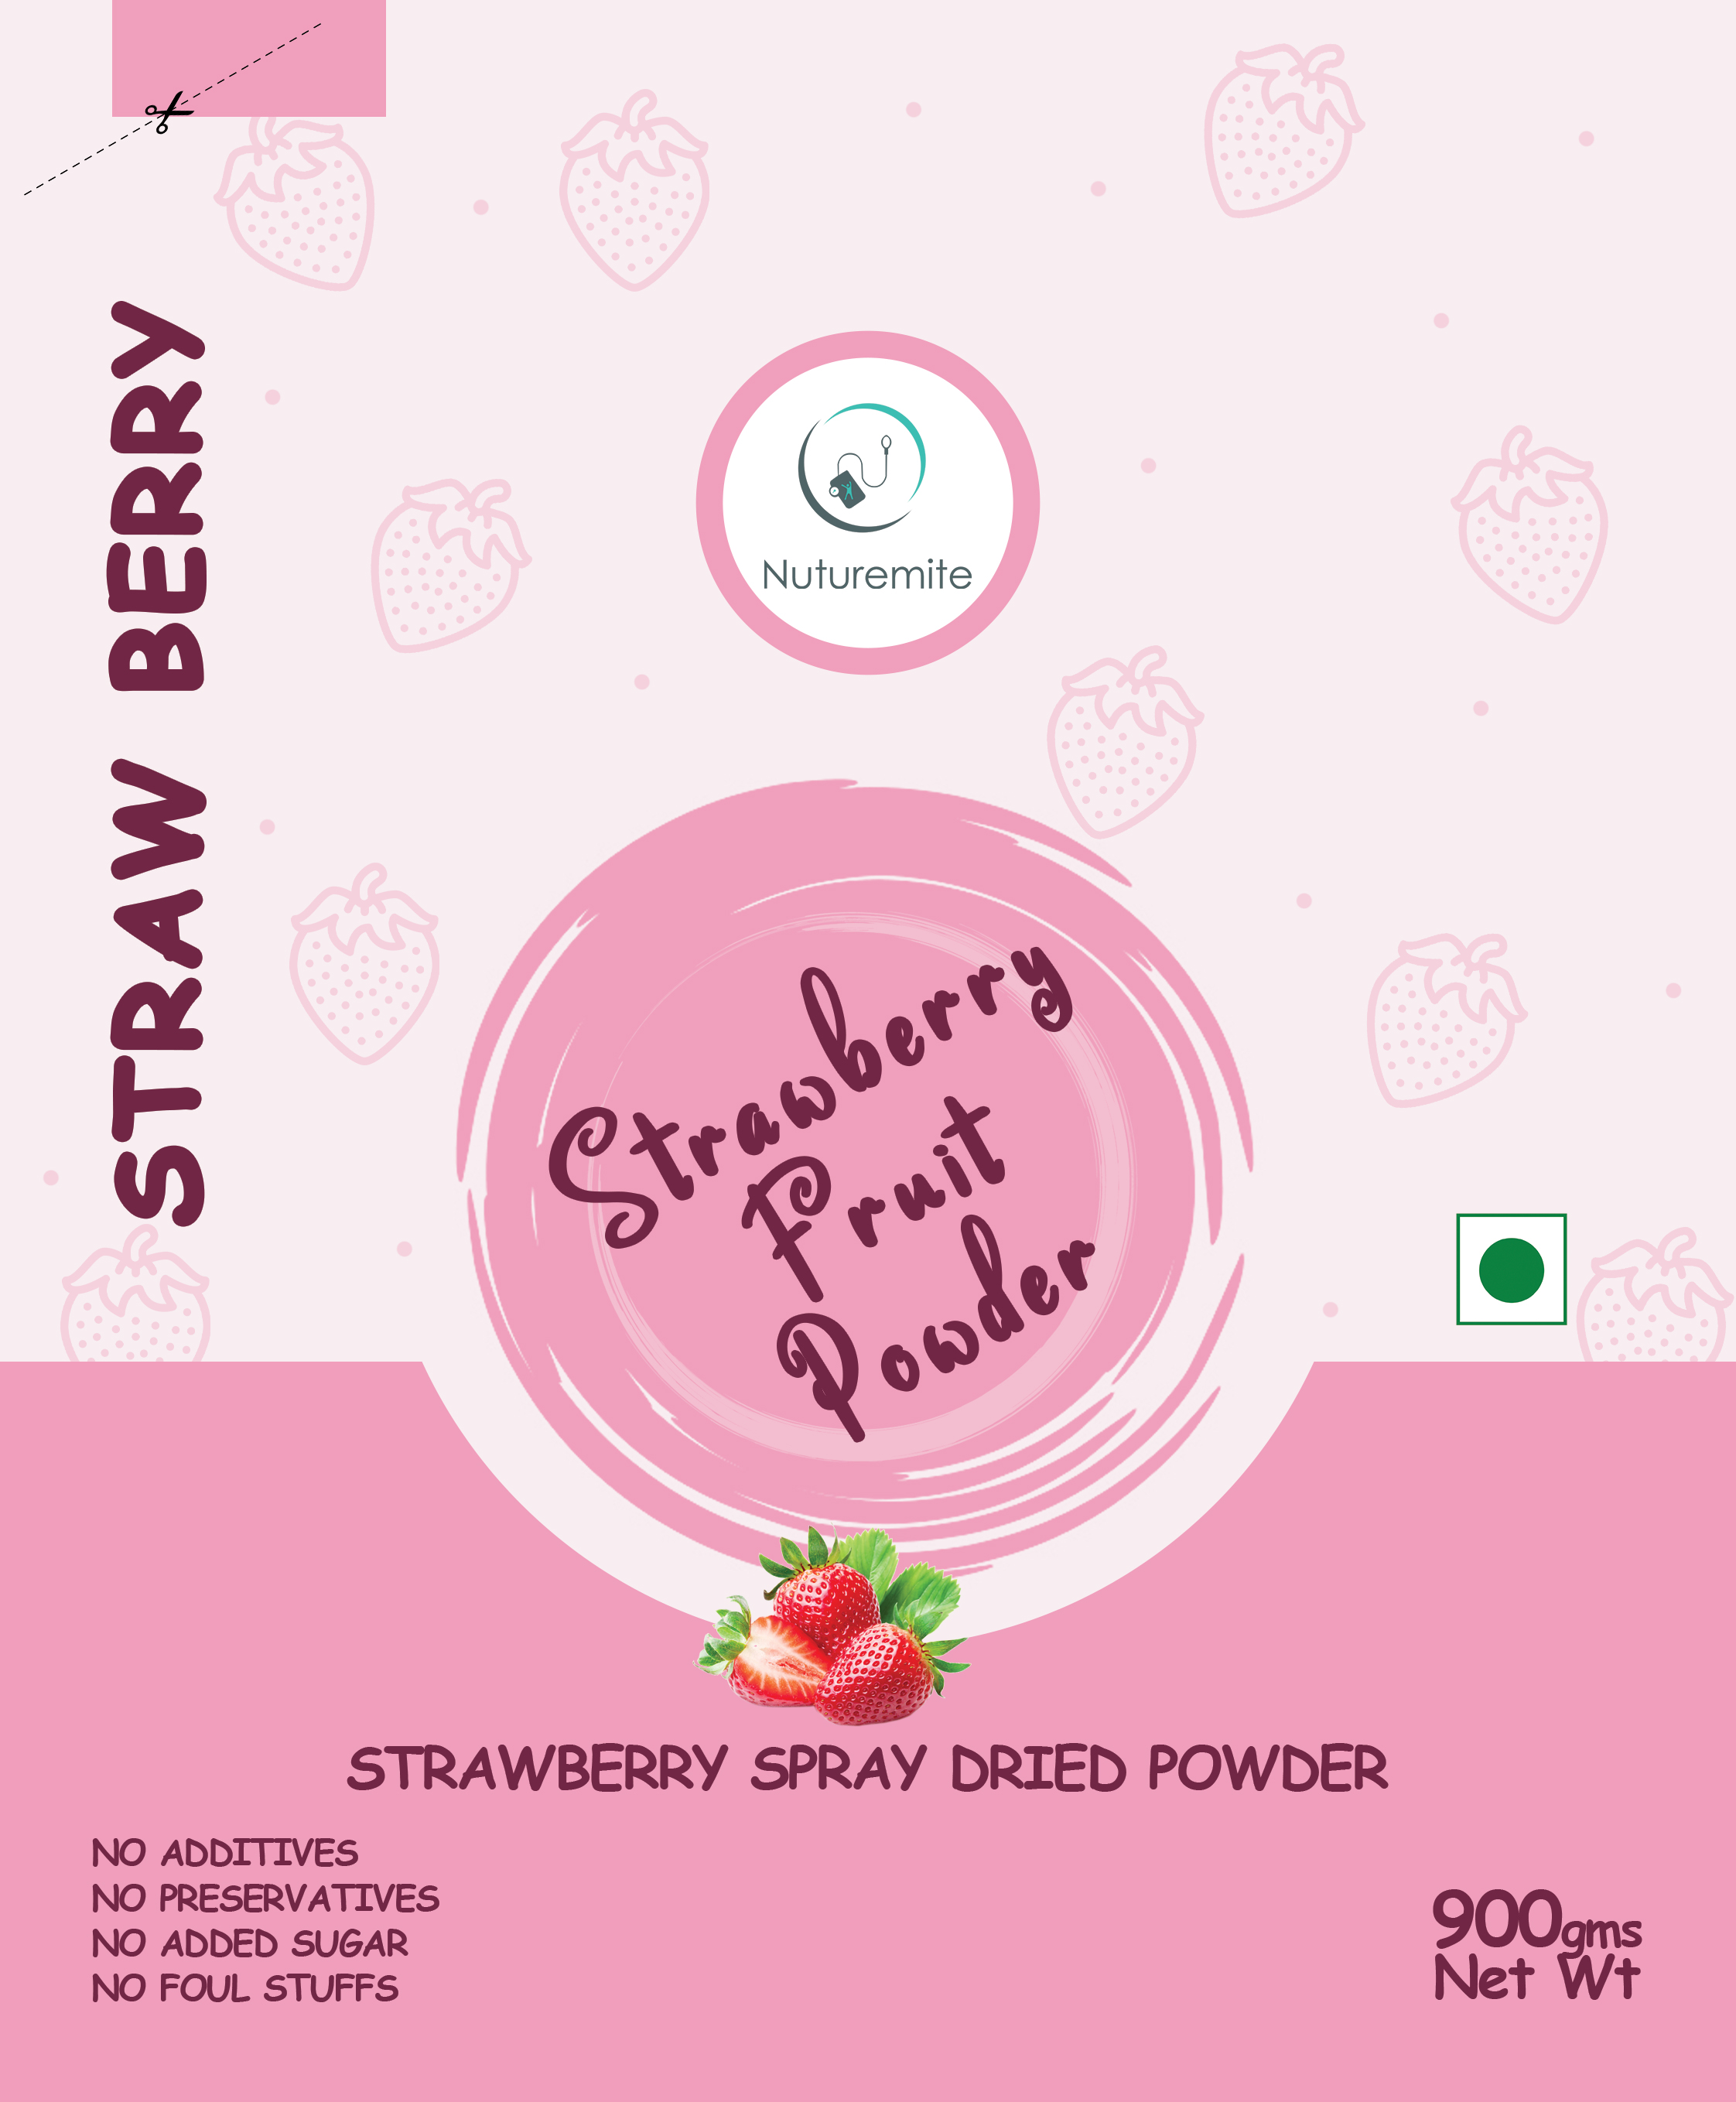 STRAW BERRY
Nuturemite
Strawberry
Fruit
Powder
STRAWBERRY SPRAY DRIED POWDER
NO ADDITIVES
NO PRESERVATIVES
NO ADDED SUGAR
NO FOUL STUFFS
900gms
Net Wt